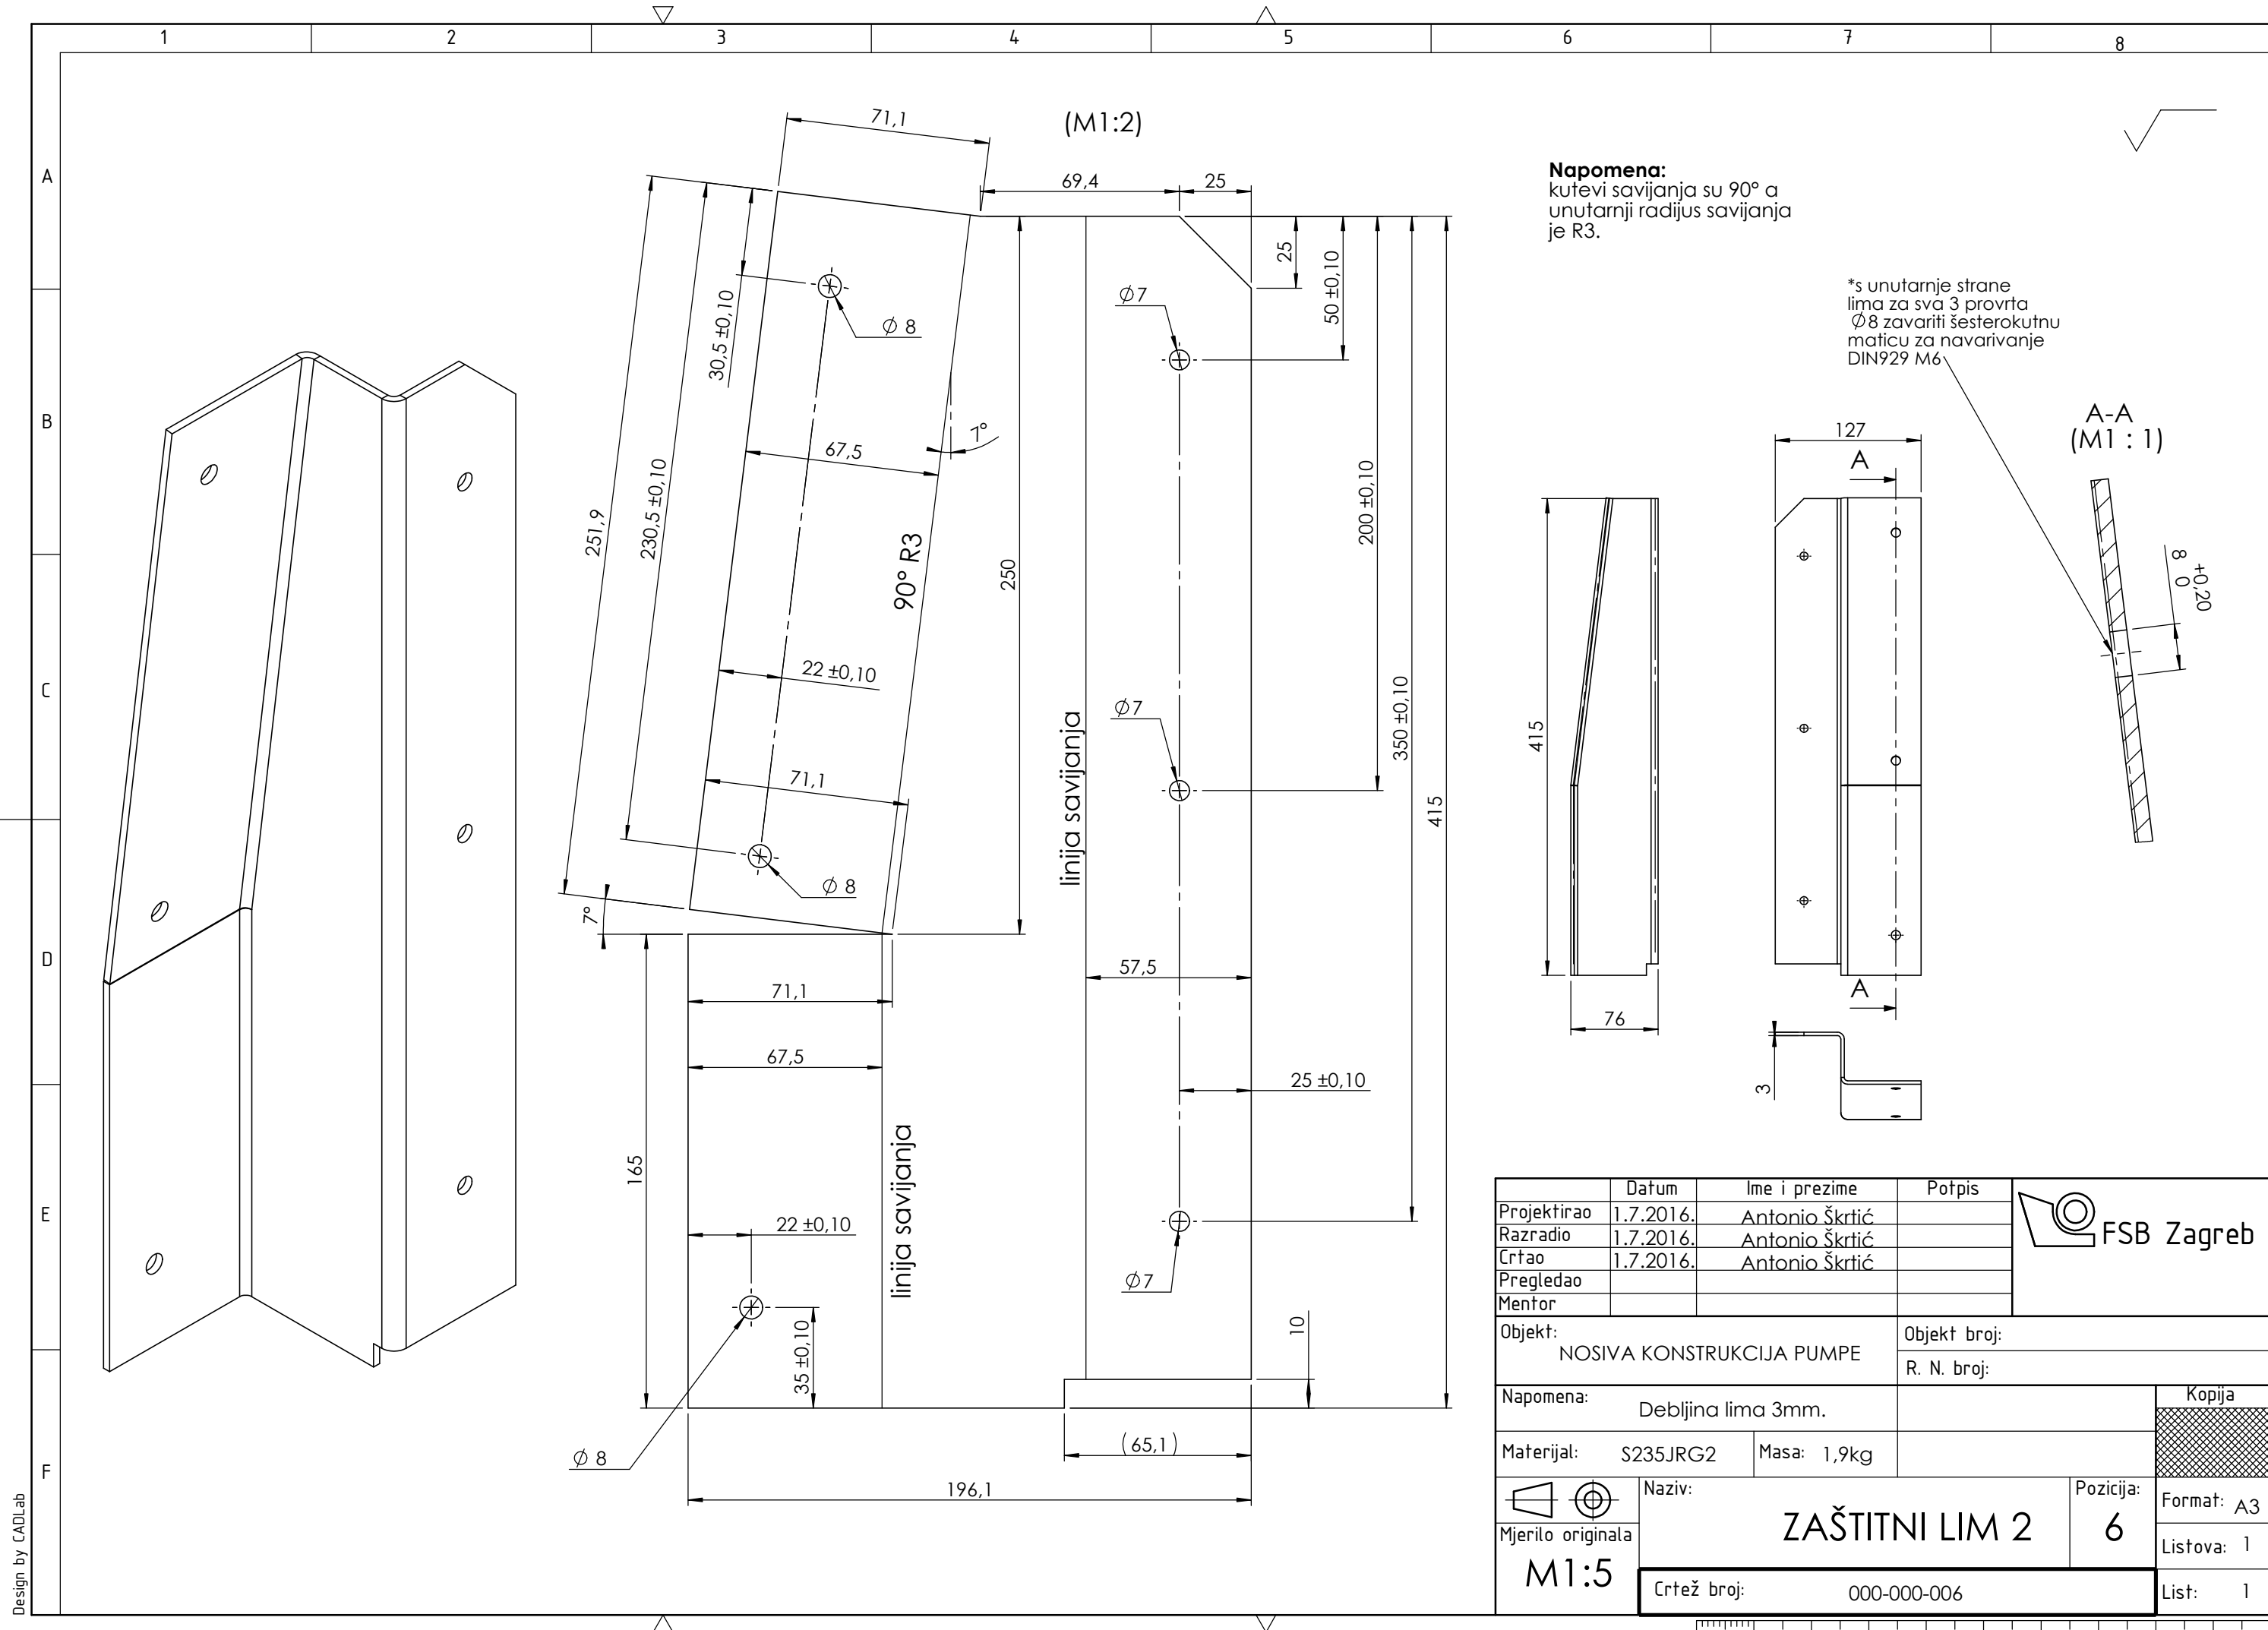 1 2 3 4 5 6 7 8
A
B
C
D
E
F
(M1:2)
71,1
69,4
25
25
50 ±0,10
200 ±0,10
350 ±0,10
415
250
251,9
230,5 ±0,10
30,5 ±0,10
⌀ 8
⌀7
67,5
7°
90° R3
22 ±0,10
⌀7
linija savijanja
71,1
⌀ 8
7°
57,5
71,1
67,5
25 ±0,10
165
linija savijanja
22 ±0,10
⌀7
35 ±0,10
10
⌀ 8
(65,1)
196,1
Napomena:
kutevi savijanja su 90° a
unutarnji radijus savijanja
je R3.
*s unutarnje strane
lima za sva 3 provrta
⌀8 zavariti šesterokutnu
maticu za navarivanje
DIN929 M6
A-A
(M1 : 1)
8 +0,20
0
127
A
415
A
76
3
Datum Ime i prezime Potpis
Projektirao 1.7.2016. Antonio Škrtić
Razradio 1.7.2016. Antonio Škrtić
Crtao 1.7.2016. Antonio Škrtić
Pregledao
Mentor
FSB Zagreb
Objekt:
NOSIVA KONSTRUKCIJA PUMPE
Objekt broj:
R. N. broj:
Napomena:
Debljina lima 3mm.
Kopija
Materijal: S235JRG2 Masa: 1,9kg
Naziv:
ZAŠTITNI LIM 2
Pozicija:
6
Format: A3
Mjerilo originala
M1:5
Listova: 1
Crtež broj: 000-000-006
List: 1
Design by CADLab